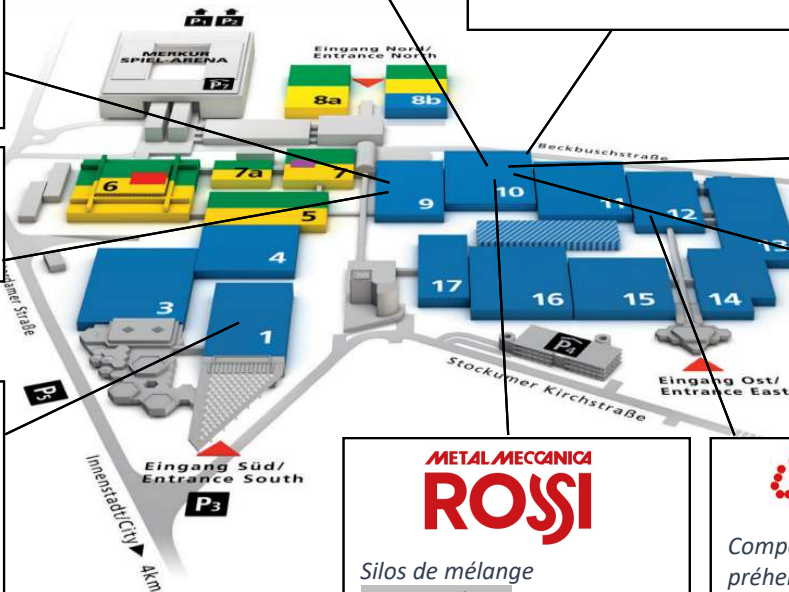 P1 P2
MERKUR
SPIEL-ARENA
P7
Eingang Nord/
Entrance North
8a
8b
Beckbuschstraße
6
7a
7
5
9
10
11
12
13
4
3
1
17
16
15
14
P4
Stockumer Kirchstraße
Eingang Ost/
Entrance East
P5
Eingang Süd/
Entrance South
P3
Innenstadt/City
4km
METALMECCANICA
ROSSI
Silos de mélange